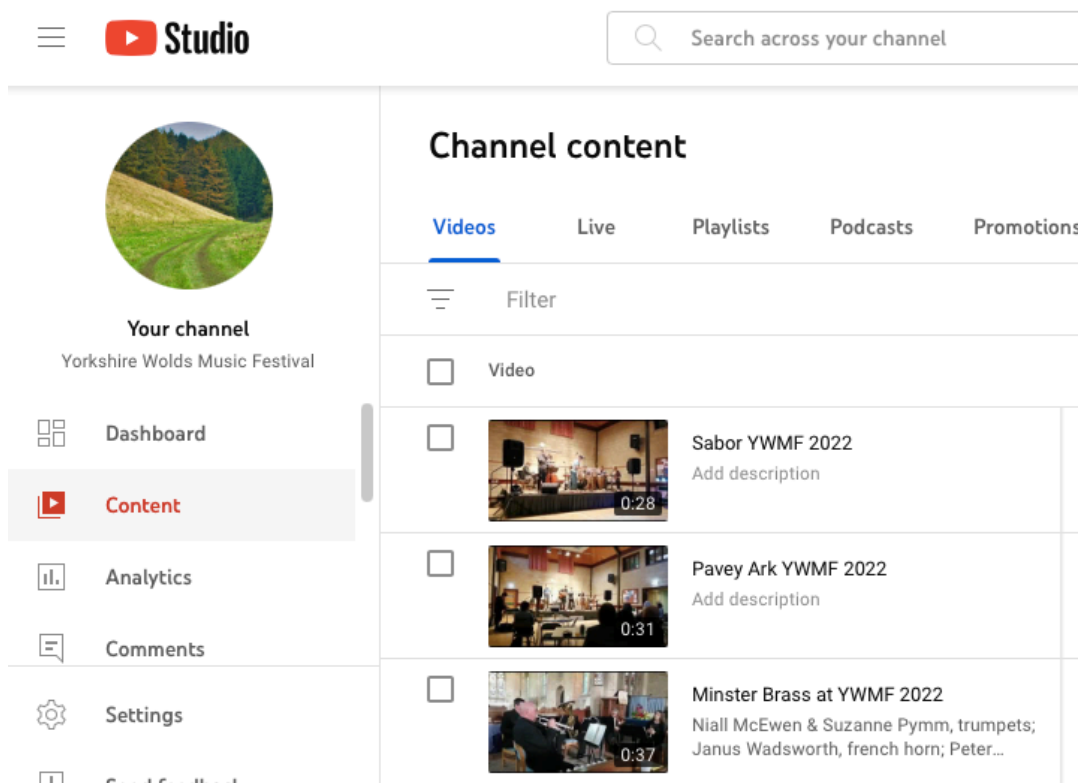 Studio
Search across your channel
Your channel
Yorkshire Wolds Music Festival
Dashboard
Content
Analytics
Comments
Settings
Channel content
Videos Live Playlists Podcasts Promotions
Filter
Video
0:28
Sabor YWMF 2022
Add description
0:31
Pavey Ark YWMF 2022
Add description
0:37
Minster Brass at YWMF 2022
Niall McEwen & Suzanne Pymm, trumpets;
Janus Wadsworth, french horn; Peter...